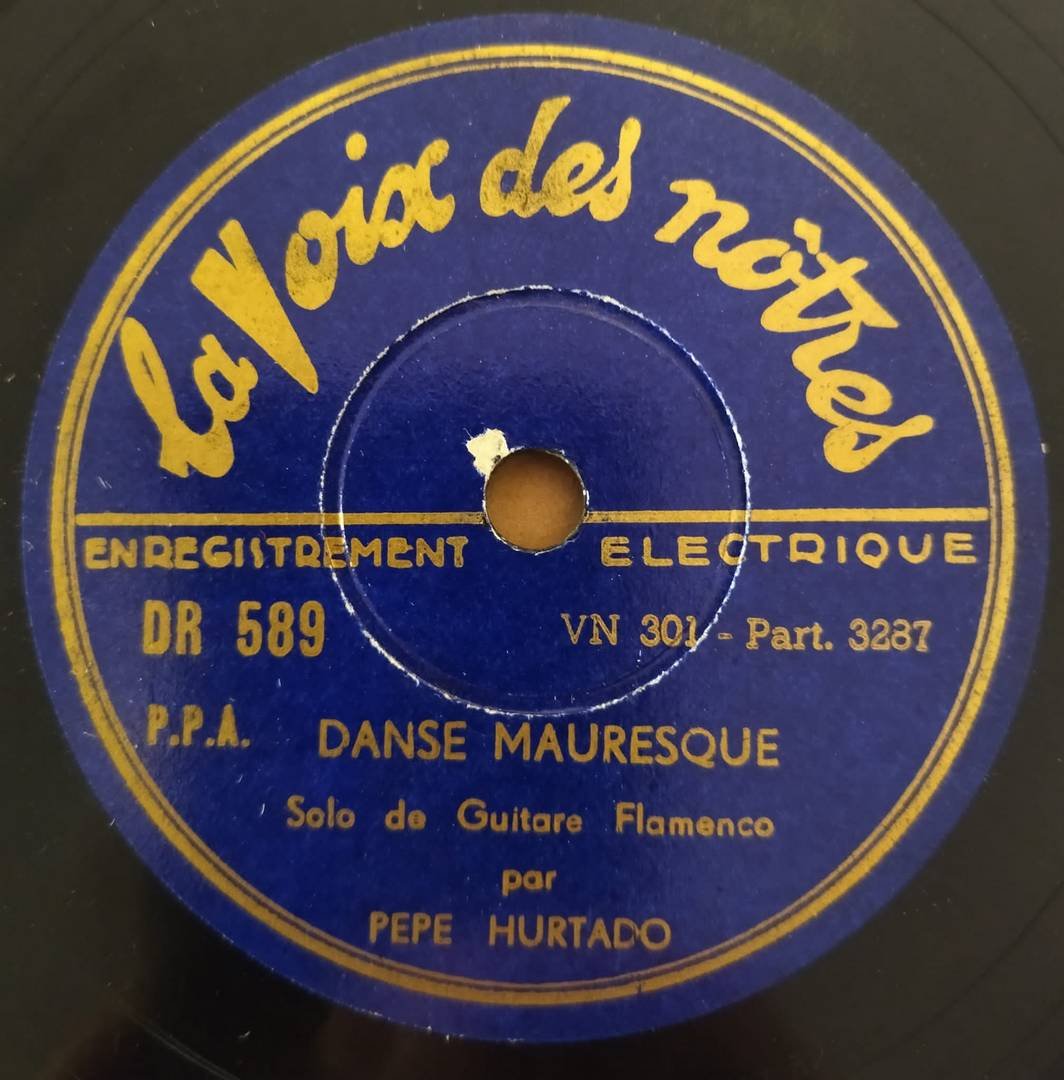 La Voix des nôtres
ENREGISTREMENT ELECTRIQUE
DR 589 VN 301 - Part. 3287
P.P.A. DANSE MAURESQUE
Solo de Guitare Flamenco
par
PEPE HURTADO